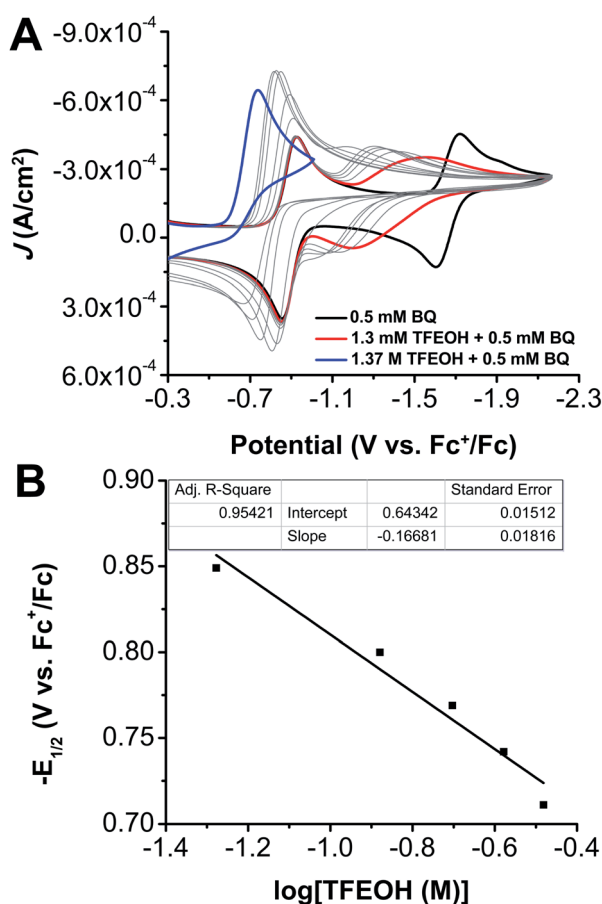 A
-9.0x10⁻⁴
-6.0x10⁻⁴
-3.0x10⁻⁴
0.0
3.0x10⁻⁴
6.0x10⁻⁴
J (A/cm²)
0.5 mM BQ
1.3 mM TFEOH + 0.5 mM BQ
1.37 M TFEOH + 0.5 mM BQ
-0.3 -0.7 -1.1 -1.5 -1.9 -2.3
Potential (V vs. Fc⁺/Fc)
B
Adj. R-Square Standard Error
0.95421 Intercept 0.64342 0.01512
Slope -0.16681 0.01816
0.90
0.85
0.80
0.75
0.70
-E₁/₂ (V vs. Fc⁺/Fc)
-1.4 -1.2 -1.0 -0.8 -0.6 -0.4
log[TFEOH (M)]